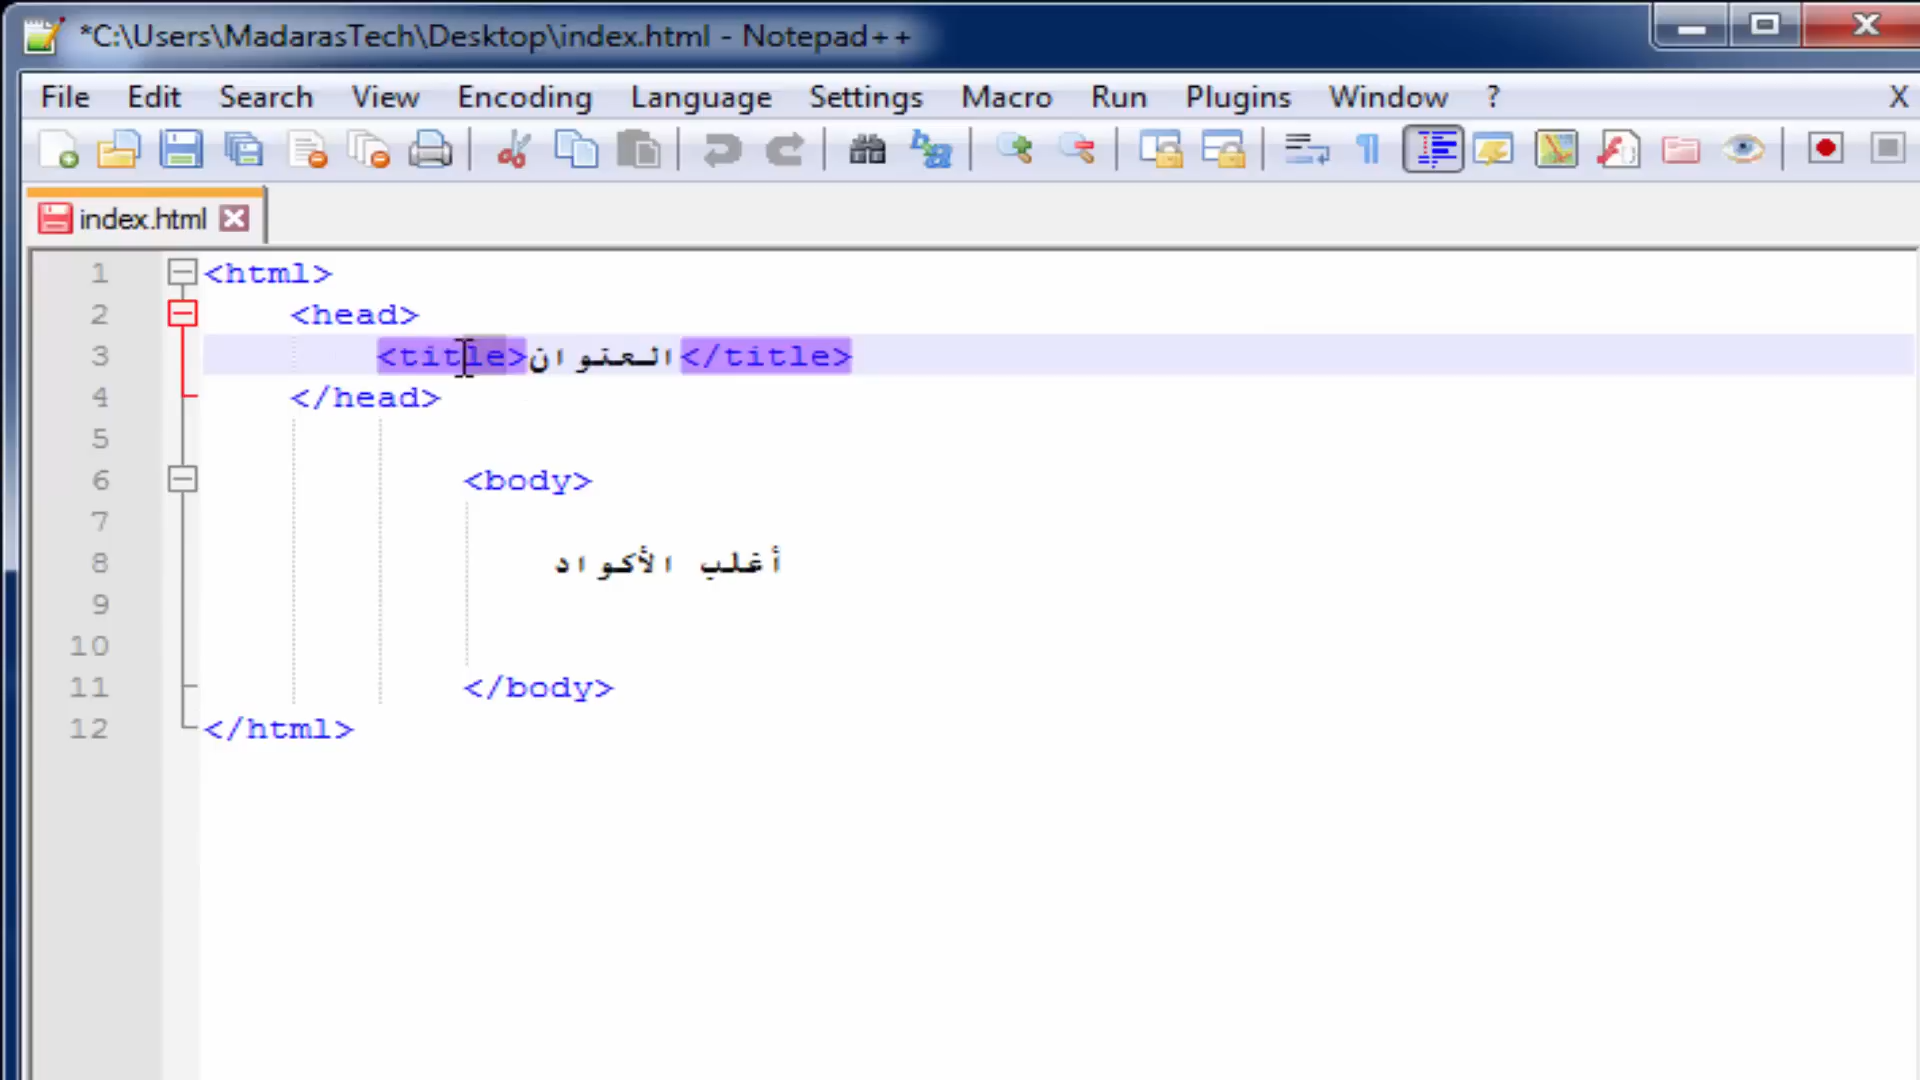 *C:\Users\MadarasTech\Desktop\index.html - Notepad++
File Edit Search View Encoding Language Settings Macro Run Plugins Window ? X
index.html
1 <html>
2 <head>
3 <title>العنوان</title>
4 </head>
5
6 <body>
7
8 أغلب الأكواد
9
10
11 </body>
12 </html>